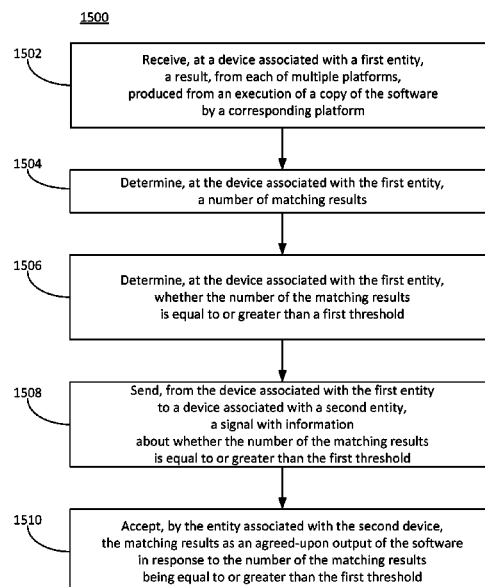 1500
1502
Receive, at a device associated with a first entity,
a result, from each of multiple platforms,
produced from an execution of a copy of the software
by a corresponding platform
1504
Determine, at the device associated with the first entity,
a number of matching results
1506
Determine, at the device associated with the first entity,
whether the number of the matching results
is equal to or greater than a first threshold
1508
Send, from the device associated with the first entity
to a device associated with a second entity,
a signal with information
about whether the number of the matching results
is equal to or greater than the first threshold
1510
Accept, by the entity associated with the second device,
the matching results as an agreed-upon output of the software
in response to the number of the matching results
being equal to or greater than the first threshold